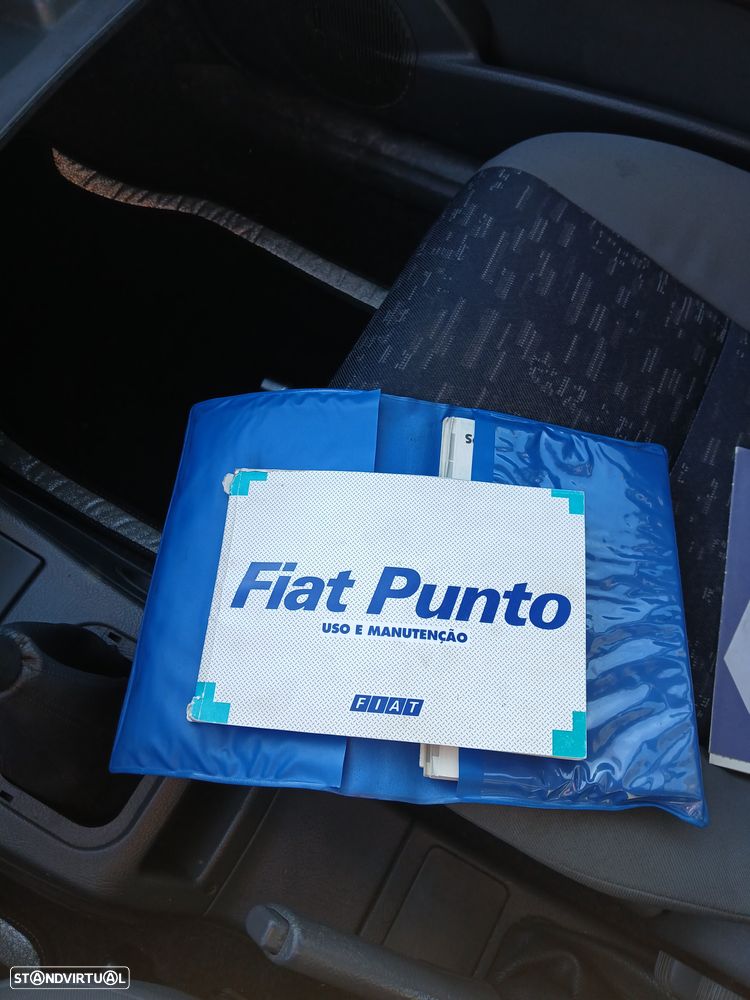 Fiat Punto
USO E MANUTENÇÃO
FIAT
STANDVIRTUAL